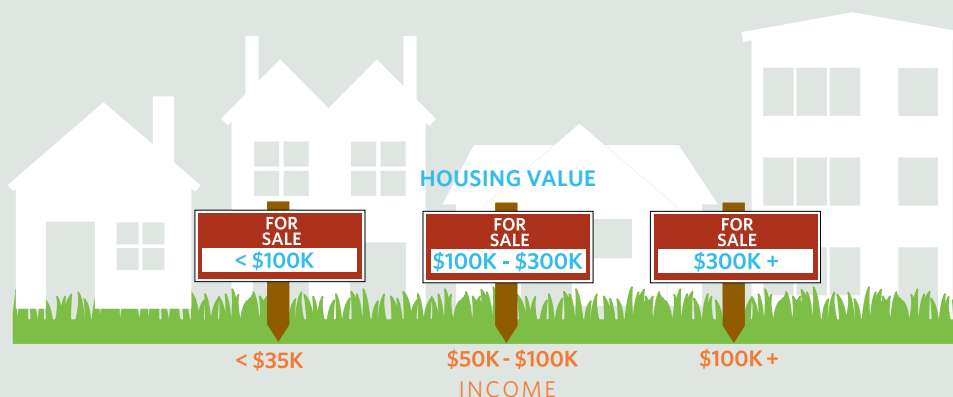 HOUSING VALUE
FOR
SALE
< $100K
FOR
SALE
$100K - $300K
FOR
SALE
$300K +
< $35K
$50K - $100K
$100K +
INCOME